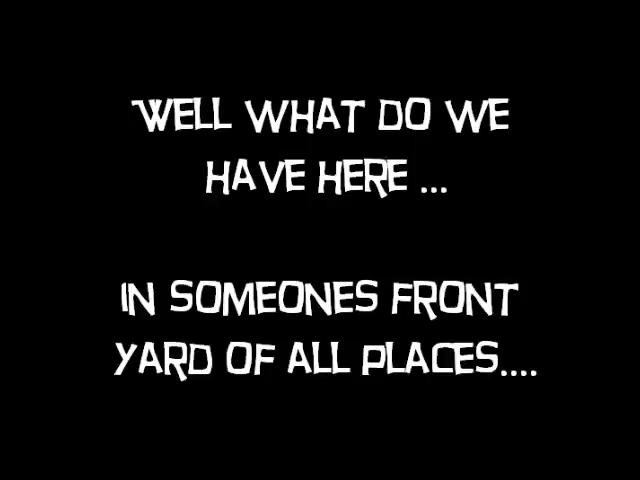 WELL WHAT DO WE
HAVE HERE ...
IN SOMEONES FRONT
YARD OF ALL PLACES....